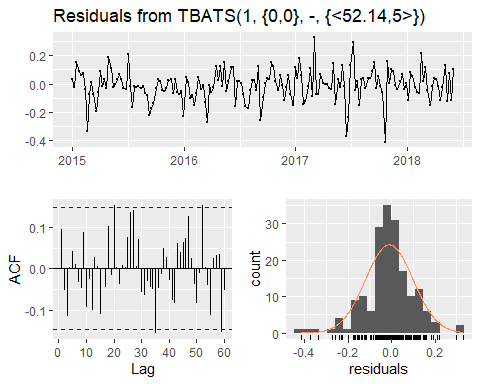 Residuals from TBATS(1, {0,0}, -, {<52.14,5>})
0.2
0.0
-0.2
-0.4
2015 2016 2017 2018
ACF
0.1
0.0
-0.1
0 10 20 30 40 50 60
Lag
count
30
20
10
0
-0.4 -0.2 0.0 0.2
residuals